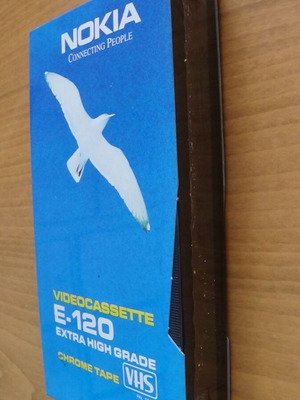 NOKIA
CONNECTING PEOPLE
VIDEOCASSETTE
E-120
EXTRA HIGH GRADE
CHROME TAPE VHS